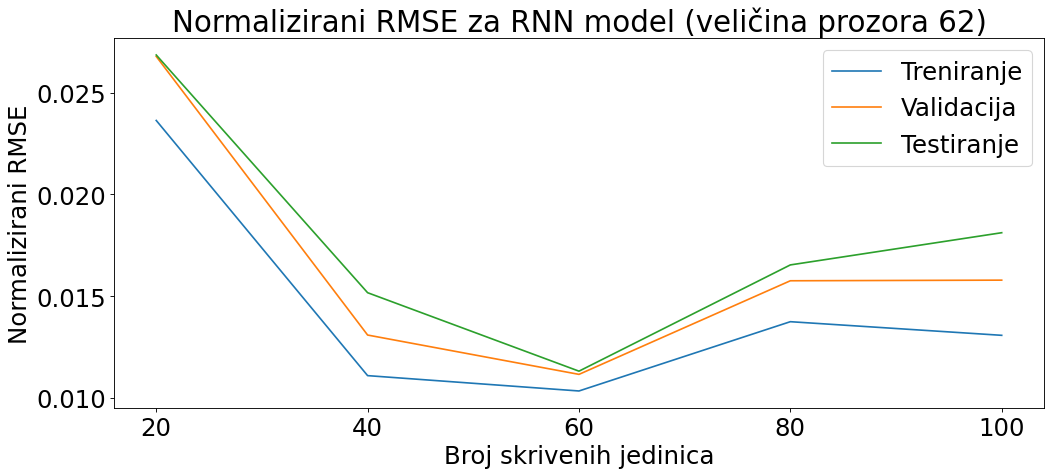 Normalizirani RMSE za RNN model (veličina prozora 62)
Treniranje
Validacija
Testiranje
Normalizirani RMSE
0.025
0.020
0.015
0.010
20 40 60 80 100
Broj skrivenih jedinica